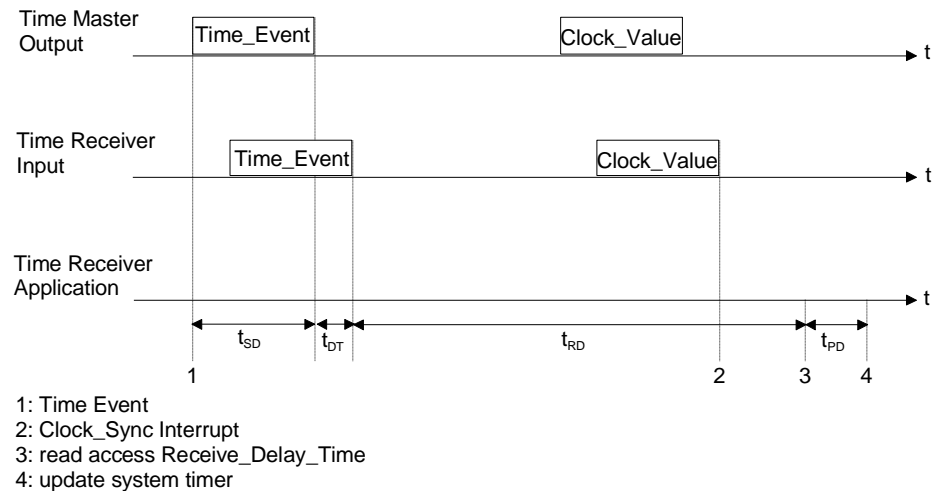 Time Master
Output
Time_Event
Clock_Value
t
Time Receiver
Input
Time_Event
Clock_Value
t
Time Receiver
Application
t
tSD
tDT
tRD
tPD
1
2
3
4
1: Time Event
2: Clock_Sync Interrupt
3: read access Receive_Delay_Time
4: update system timer